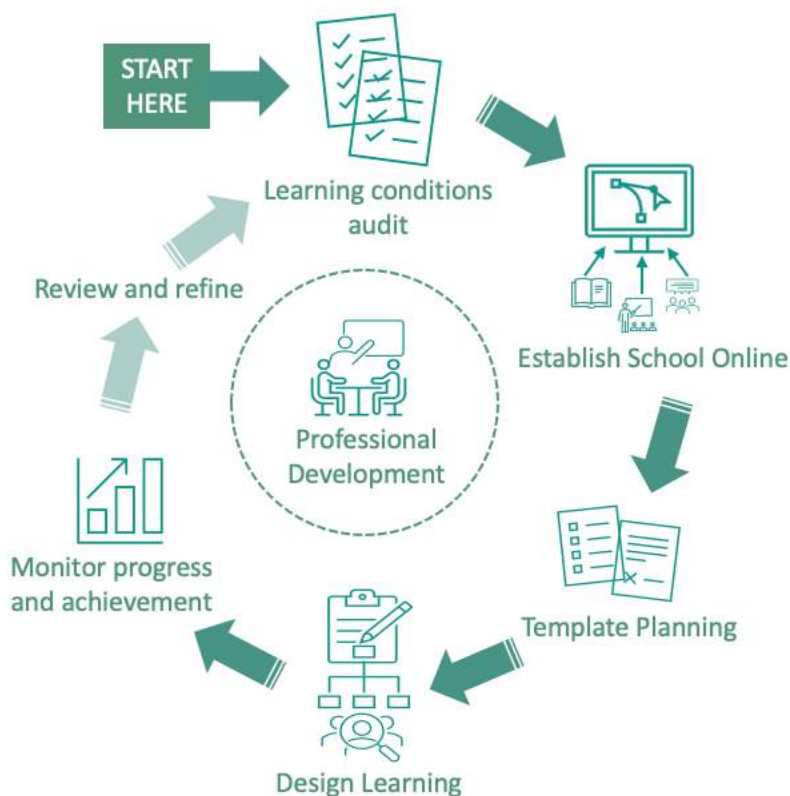 START
HERE
Learning conditions
audit
Establish School Online
Template Planning
Design Learning
Monitor progress
and achievement
Review and refine
Professional
Development